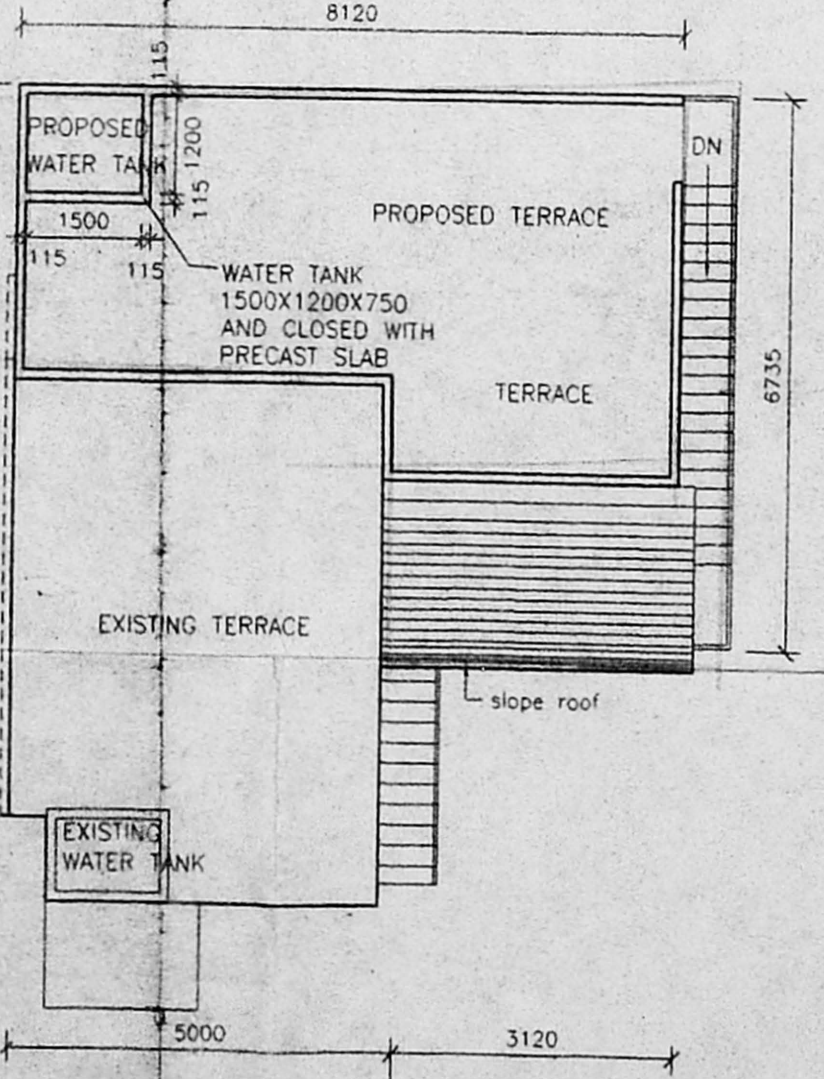 8120
115
PROPOSED
WATER TANK
1200
115
DN
PROPOSED TERRACE
1500
115
115
WATER TANK
1500X1200X750
AND CLOSED WITH
PRECAST SLAB
TERRACE
6735
EXISTING TERRACE
slope roof
EXISTING
WATER TANK
5000
3120